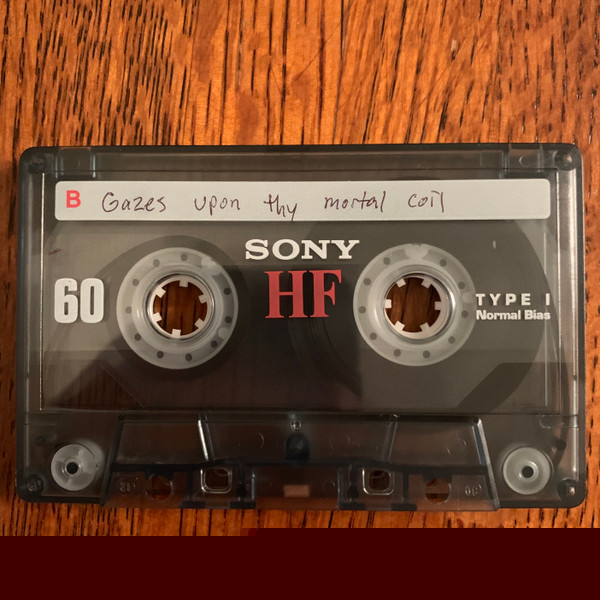 B Gazes upon thy mortal coil
SONY
HF
60
TYPE I
Normal Bias